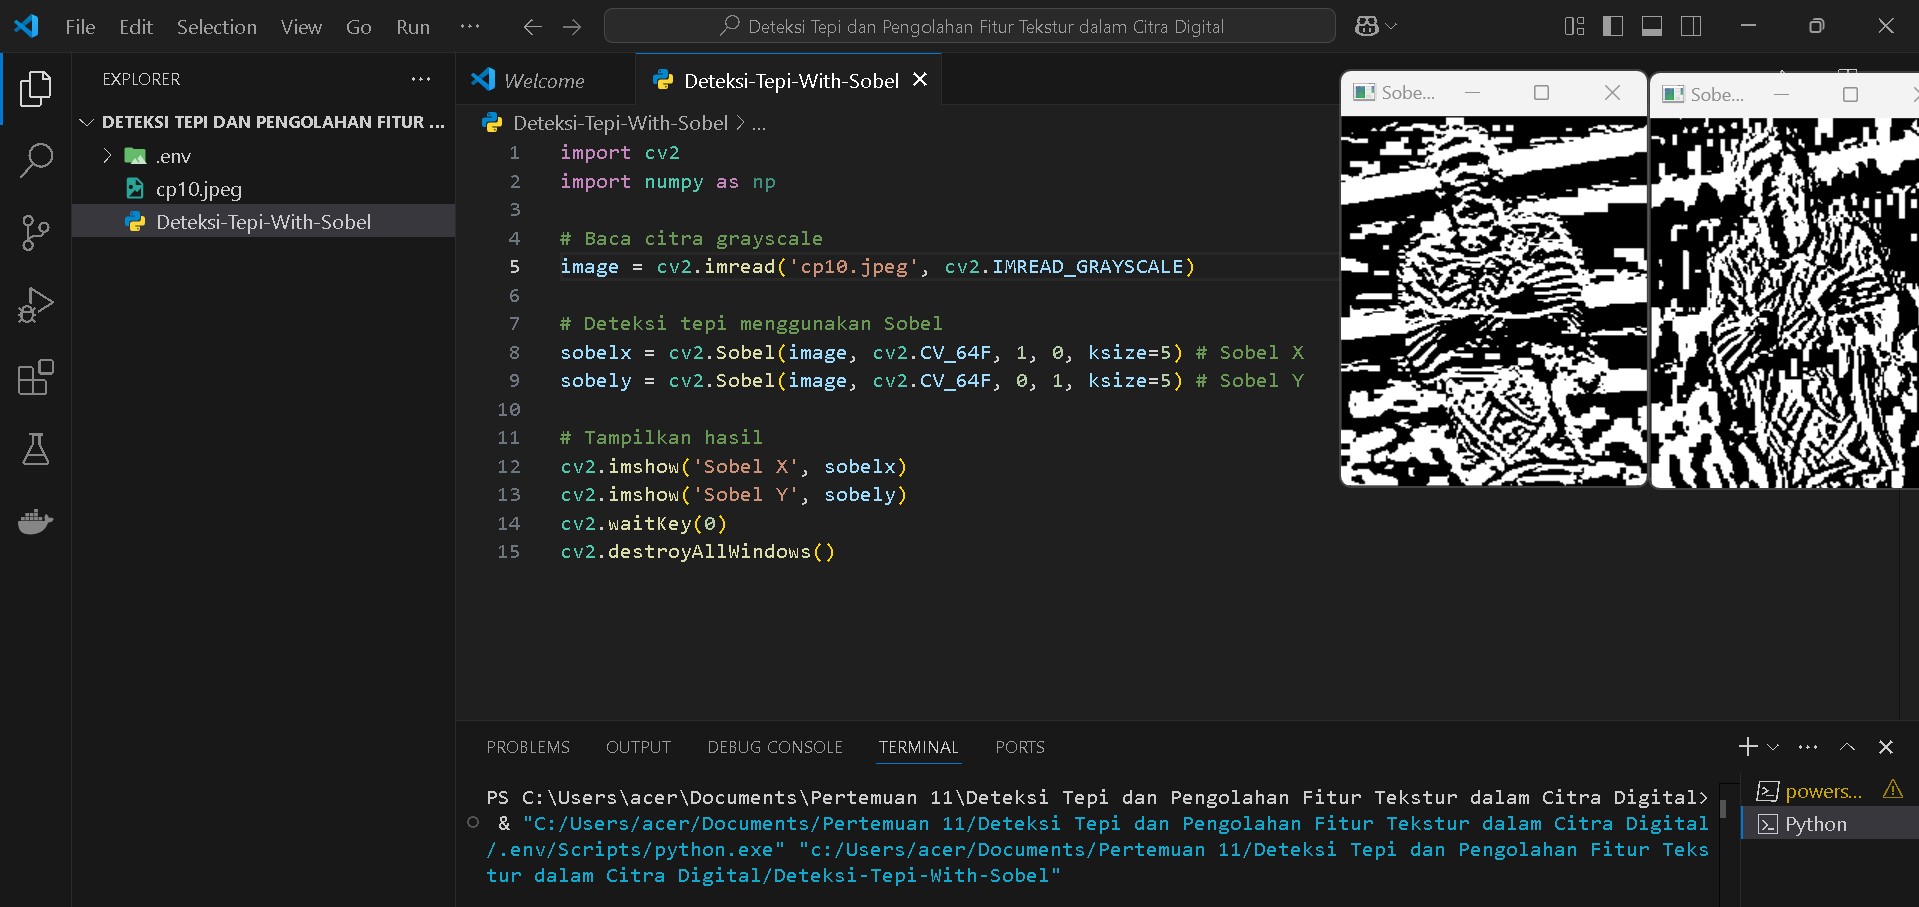 File Edit Selection View Go Run ··· Deteksi Tepi dan Pengolahan Fitur Tekstur dalam Citra Digital
EXPLORER ···
DETEKSI TEPI DAN PENGOLAHAN FITUR ...
.env
cp10.jpeg
Deteksi-Tepi-With-Sobel
Welcome Deteksi-Tepi-With-Sobel
Deteksi-Tepi-With-Sobel > ...
1 import cv2
2 import numpy as np
3
4 # Baca citra grayscale
5 image = cv2.imread('cp10.jpeg', cv2.IMREAD_GRAYSCALE)
6
7 # Deteksi tepi menggunakan Sobel
8 sobelx = cv2.Sobel(image, cv2.CV_64F, 1, 0, ksize=5) # Sobel X
9 sobely = cv2.Sobel(image, cv2.CV_64F, 0, 1, ksize=5) # Sobel Y
10
11 # Tampilkan hasil
12 cv2.imshow('Sobel X', sobelx)
13 cv2.imshow('Sobel Y', sobely)
14 cv2.waitKey(0)
15 cv2.destroyAllWindows()
Sobe...
Sobe...
PROBLEMS OUTPUT DEBUG CONSOLE TERMINAL PORTS
PS C:\Users\acer\Documents\Pertemuan 11\Deteksi Tepi dan Pengolahan Fitur Tekstur dalam Citra Digital>
& "C:/Users/acer/Documents/Pertemuan 11/Deteksi Tepi dan Pengolahan Fitur Tekstur dalam Citra Digital
/.env/Scripts/python.exe" "c:/Users/acer/Documents/Pertemuan 11/Deteksi Tepi dan Pengolahan Fitur Teks
tur dalam Citra Digital/Deteksi-Tepi-With-Sobel"
powers...
Python